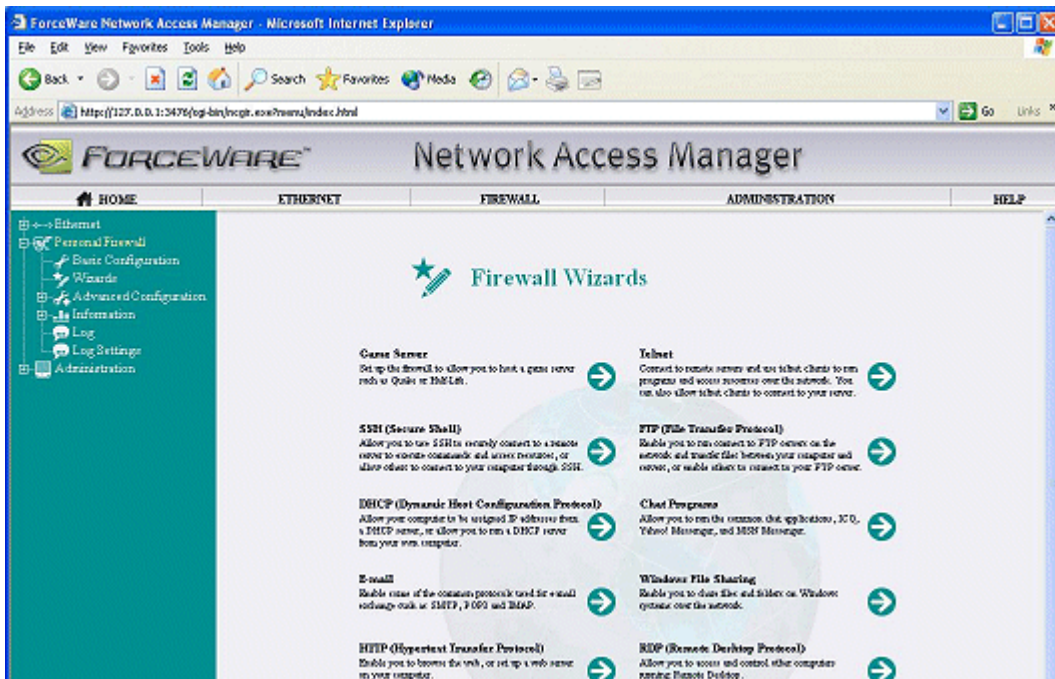 ForceWare Network Access Manager - Microsoft Internet Explorer
File Edit View Favorites Tools Help
Back Search Favorites Media
Address http://127.0.0.1:3476/cgi-bin/ncgir.exe?menu/index.html Go Links
FORCEWARE™ Network Access Manager
HOME ETHERNET FIREWALL ADMINISTRATION HELP
Ethernet
Personal Firewall
Basic Configuration
Wizards
Advanced Configuration
Information
Log
Log Settings
Administration
Firewall Wizards
Game Server
Set up the firewall to allow you to host a game server
such as Quake or Half-Life.
Telnet
Connect to remote servers and use telnet clients to run
programs and access resources over the network. You
can also allow telnet clients to connect to your server.
SSH (Secure Shell)
Allow you to use SSH to securely connect to a remote
server to execute commands and access resources, or
allow others to connect to your computer through SSH.
FTP (File Transfer Protocol)
Enable you to run connect to FTP servers on the
network and transfer files between your computer and
servers, or enable others to connect to your FTP server.
DHCP (Dynamic Host Configuration Protocol)
Allow your computer to be assigned IP addresses from
a DHCP server, or allow you to run a DHCP server
from your own computer.
Chat Programs
Allow you to run the common chat applications, ICQ,
Yahoo! Messenger, and MSN Messenger.
E-mail
Enable some of the common protocols used for e-mail
exchange such as SMTP, POP3 and IMAP.
Windows File Sharing
Enable you to share files and folders on Windows
systems over the network.
HTTP (Hypertext Transfer Protocol)
Enable you to browse the web, or set up a web server
on your computer.
RDP (Remote Desktop Protocol)
Allow you to access and control other computers
running Remote Desktop.